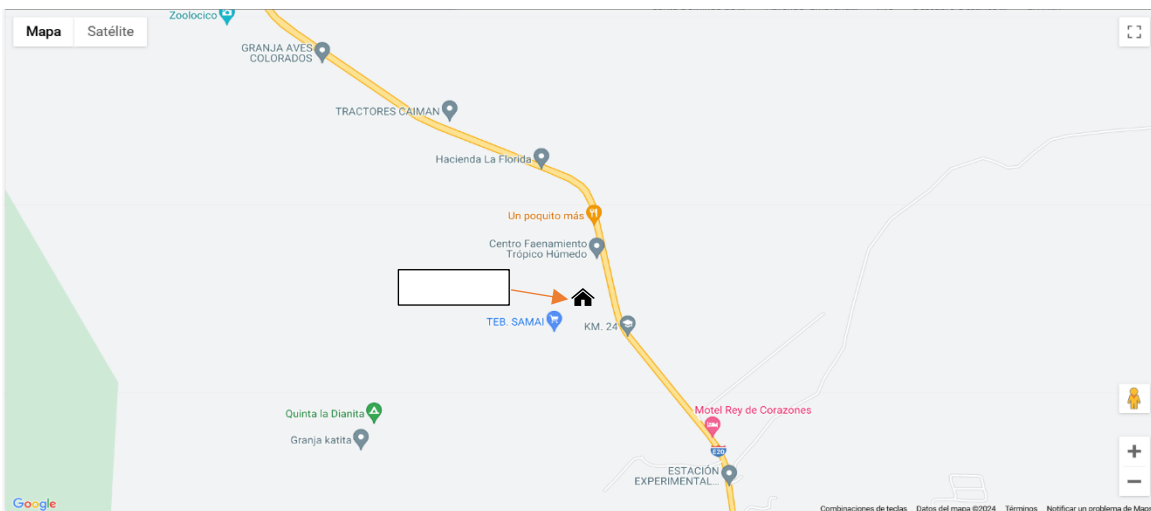 Zoolocico
Mapa Satélite
GRANJA AVES
COLORADOS
TRACTORES CAIMAN
Hacienda La Florida
Un poquito más
Centro Faenamiento
Trópico Húmedo
TEB. SAMAI
KM. 24
Motel Rey de Corazones
Quinta la Dianita
Granja katita
E20
ESTACIÓN
EXPERIMENTAL...
Google
Combinaciones de teclas Datos del mapa ©2024 Términos Notificar un problema de Maps